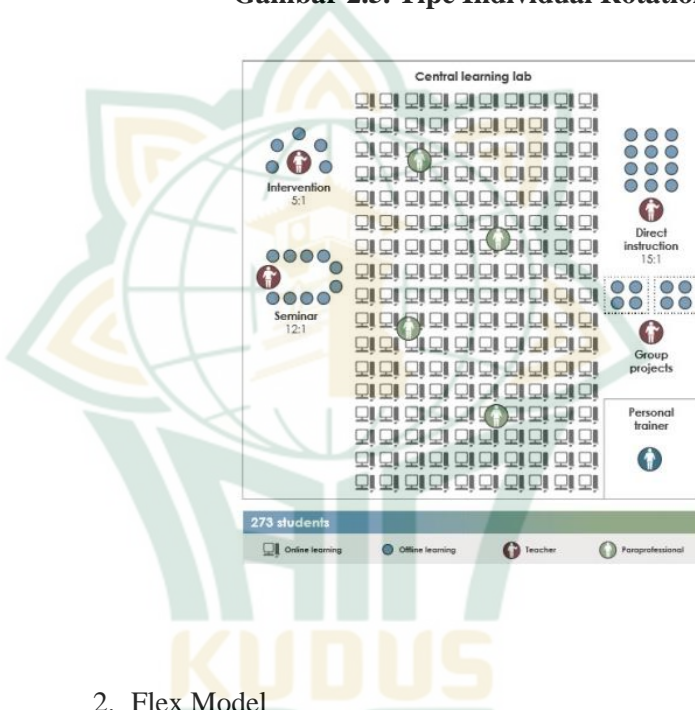 Gambar 2.5. Tipe Individual Rotation
Central learning lab
Intervention
5:1
Seminar
12:1
Direct
instruction
15:1
Group
projects
Personal
trainer
273 students
Online learning
Offline learning
Teacher
Paraprofessional
KUDUS
2. Flex Model